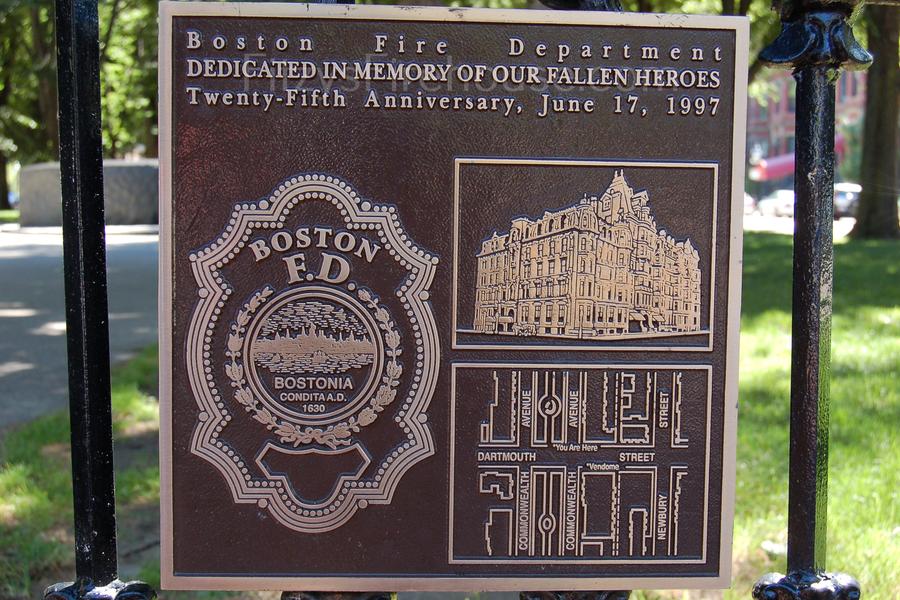 Boston Fire Department
DEDICATED IN MEMORY OF OUR FALLEN HEROES
Twenty-Fifth Anniversary, June 17, 1997
BOSTON
F.D.
BOSTONIA
CONDITA A.D.
1630
AVENUE
AVENUE
STREET
*You Are Here
DARTMOUTH STREET
*Vendome
COMMONWEALTH
COMMONWEALTH
NEWBURY